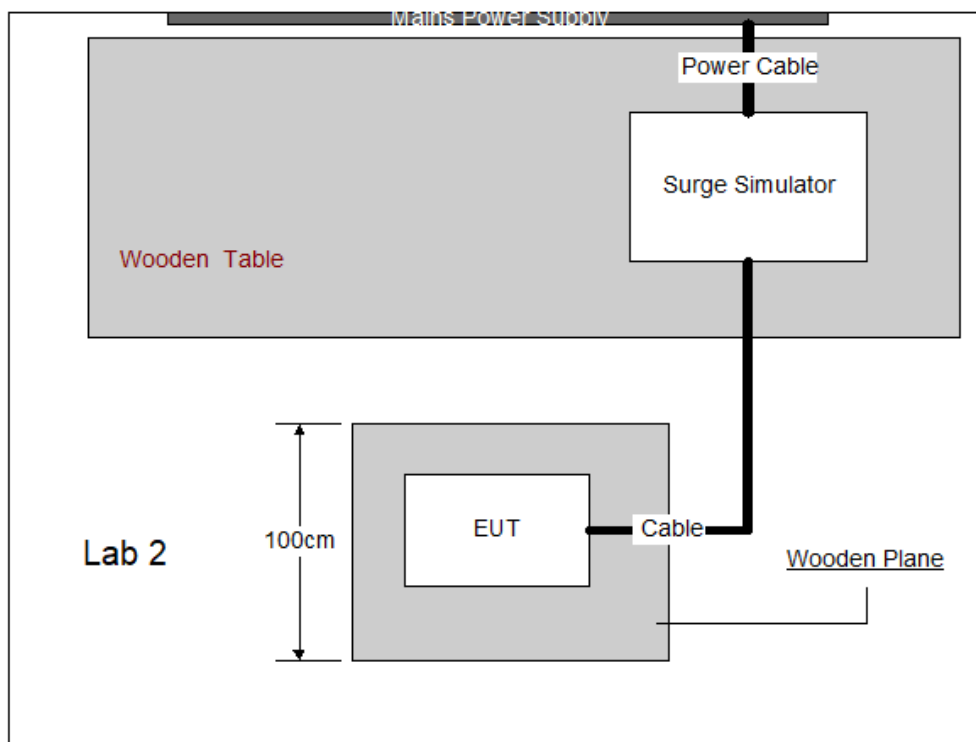 Mains Power Supply
Power Cable
Surge Simulator
Wooden Table
100cm
EUT
Cable
Lab 2
Wooden Plane